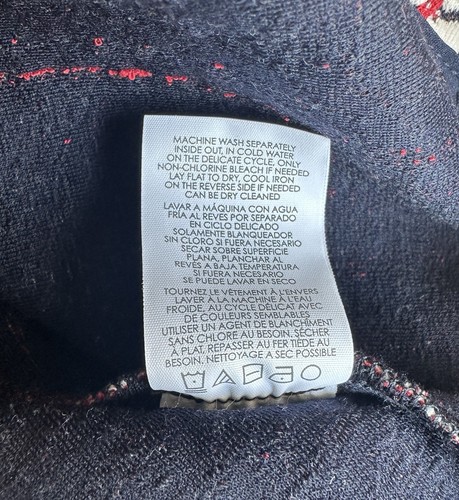 MACHINE WASH SEPARATELY
INSIDE OUT, IN COLD WATER
ON THE DELICATE CYCLE. ONLY
NON-CHLORINE BLEACH IF NEEDED
LAY FLAT TO DRY, COOL IRON
ON THE REVERSE SIDE IF NEEDED
CAN BE DRY CLEANED
LAVAR A MÁQUINA CON AGUA
FRÍA AL REVES POR SEPARADO
EN CICLO DELICADO
SOLAMENTE BLANQUEADOR
SIN CLORO SI FUERA NECESARIO
SECAR SOBRE SUPERFICIE
PLANA, PLANCHAR AL
REVÉS A BAJA TEMPERATURA
SI FUERA NECESARIO
SE PUEDE LAVAR EN SECO
TOURNEZ LE VÊTEMENT À L'ENVERS
LAVER À LA MACHINE À L'EAU
FROIDE, AU CYCLE DÉLICAT AVEC
DE COULEURS SEMBLABLES
UTILISER UN AGENT DE BLANCHÎMENT
SANS CHLORE AU BESOIN, SÉCHER
À PLAT, REPASSER AU FER TIÈDE AU
BESOIN. NETTOYAGE A SEC POSSIBLE